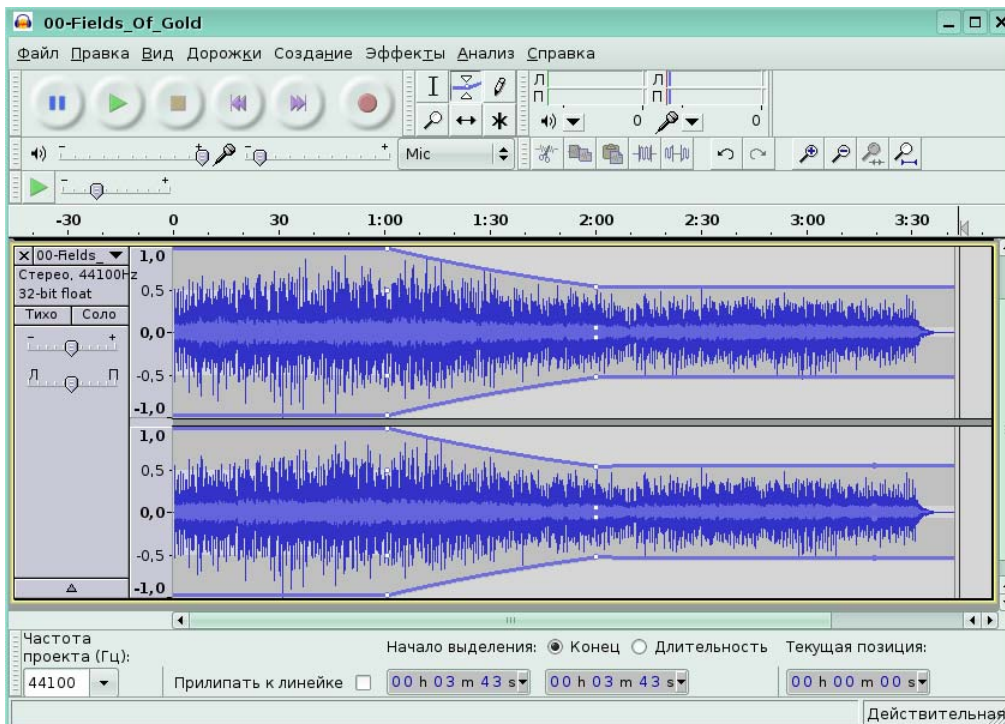 00-Fields_Of_Gold
Файл Правка Вид Дорожки Создание Эффекты Анализ Справка
Л Л
П П
0 0
Mic
-30 0 30 1:00 1:30 2:00 2:30 3:00 3:30
00-Fields_
Стерео, 44100Hz
32-bit float
Тихо Соло
- +
Л П
1,0
0,5
0,0
-0,5
-1,0
1,0
0,5
0,0
-0,5
-1,0
Частота
проекта (Гц):
Начало выделения: Конец Длительность Текущая позиция:
44100 Прилипать к линейке 00 h 03 m 43 s 00 h 03 m 43 s 00 h 00 m 00 s
Действительная